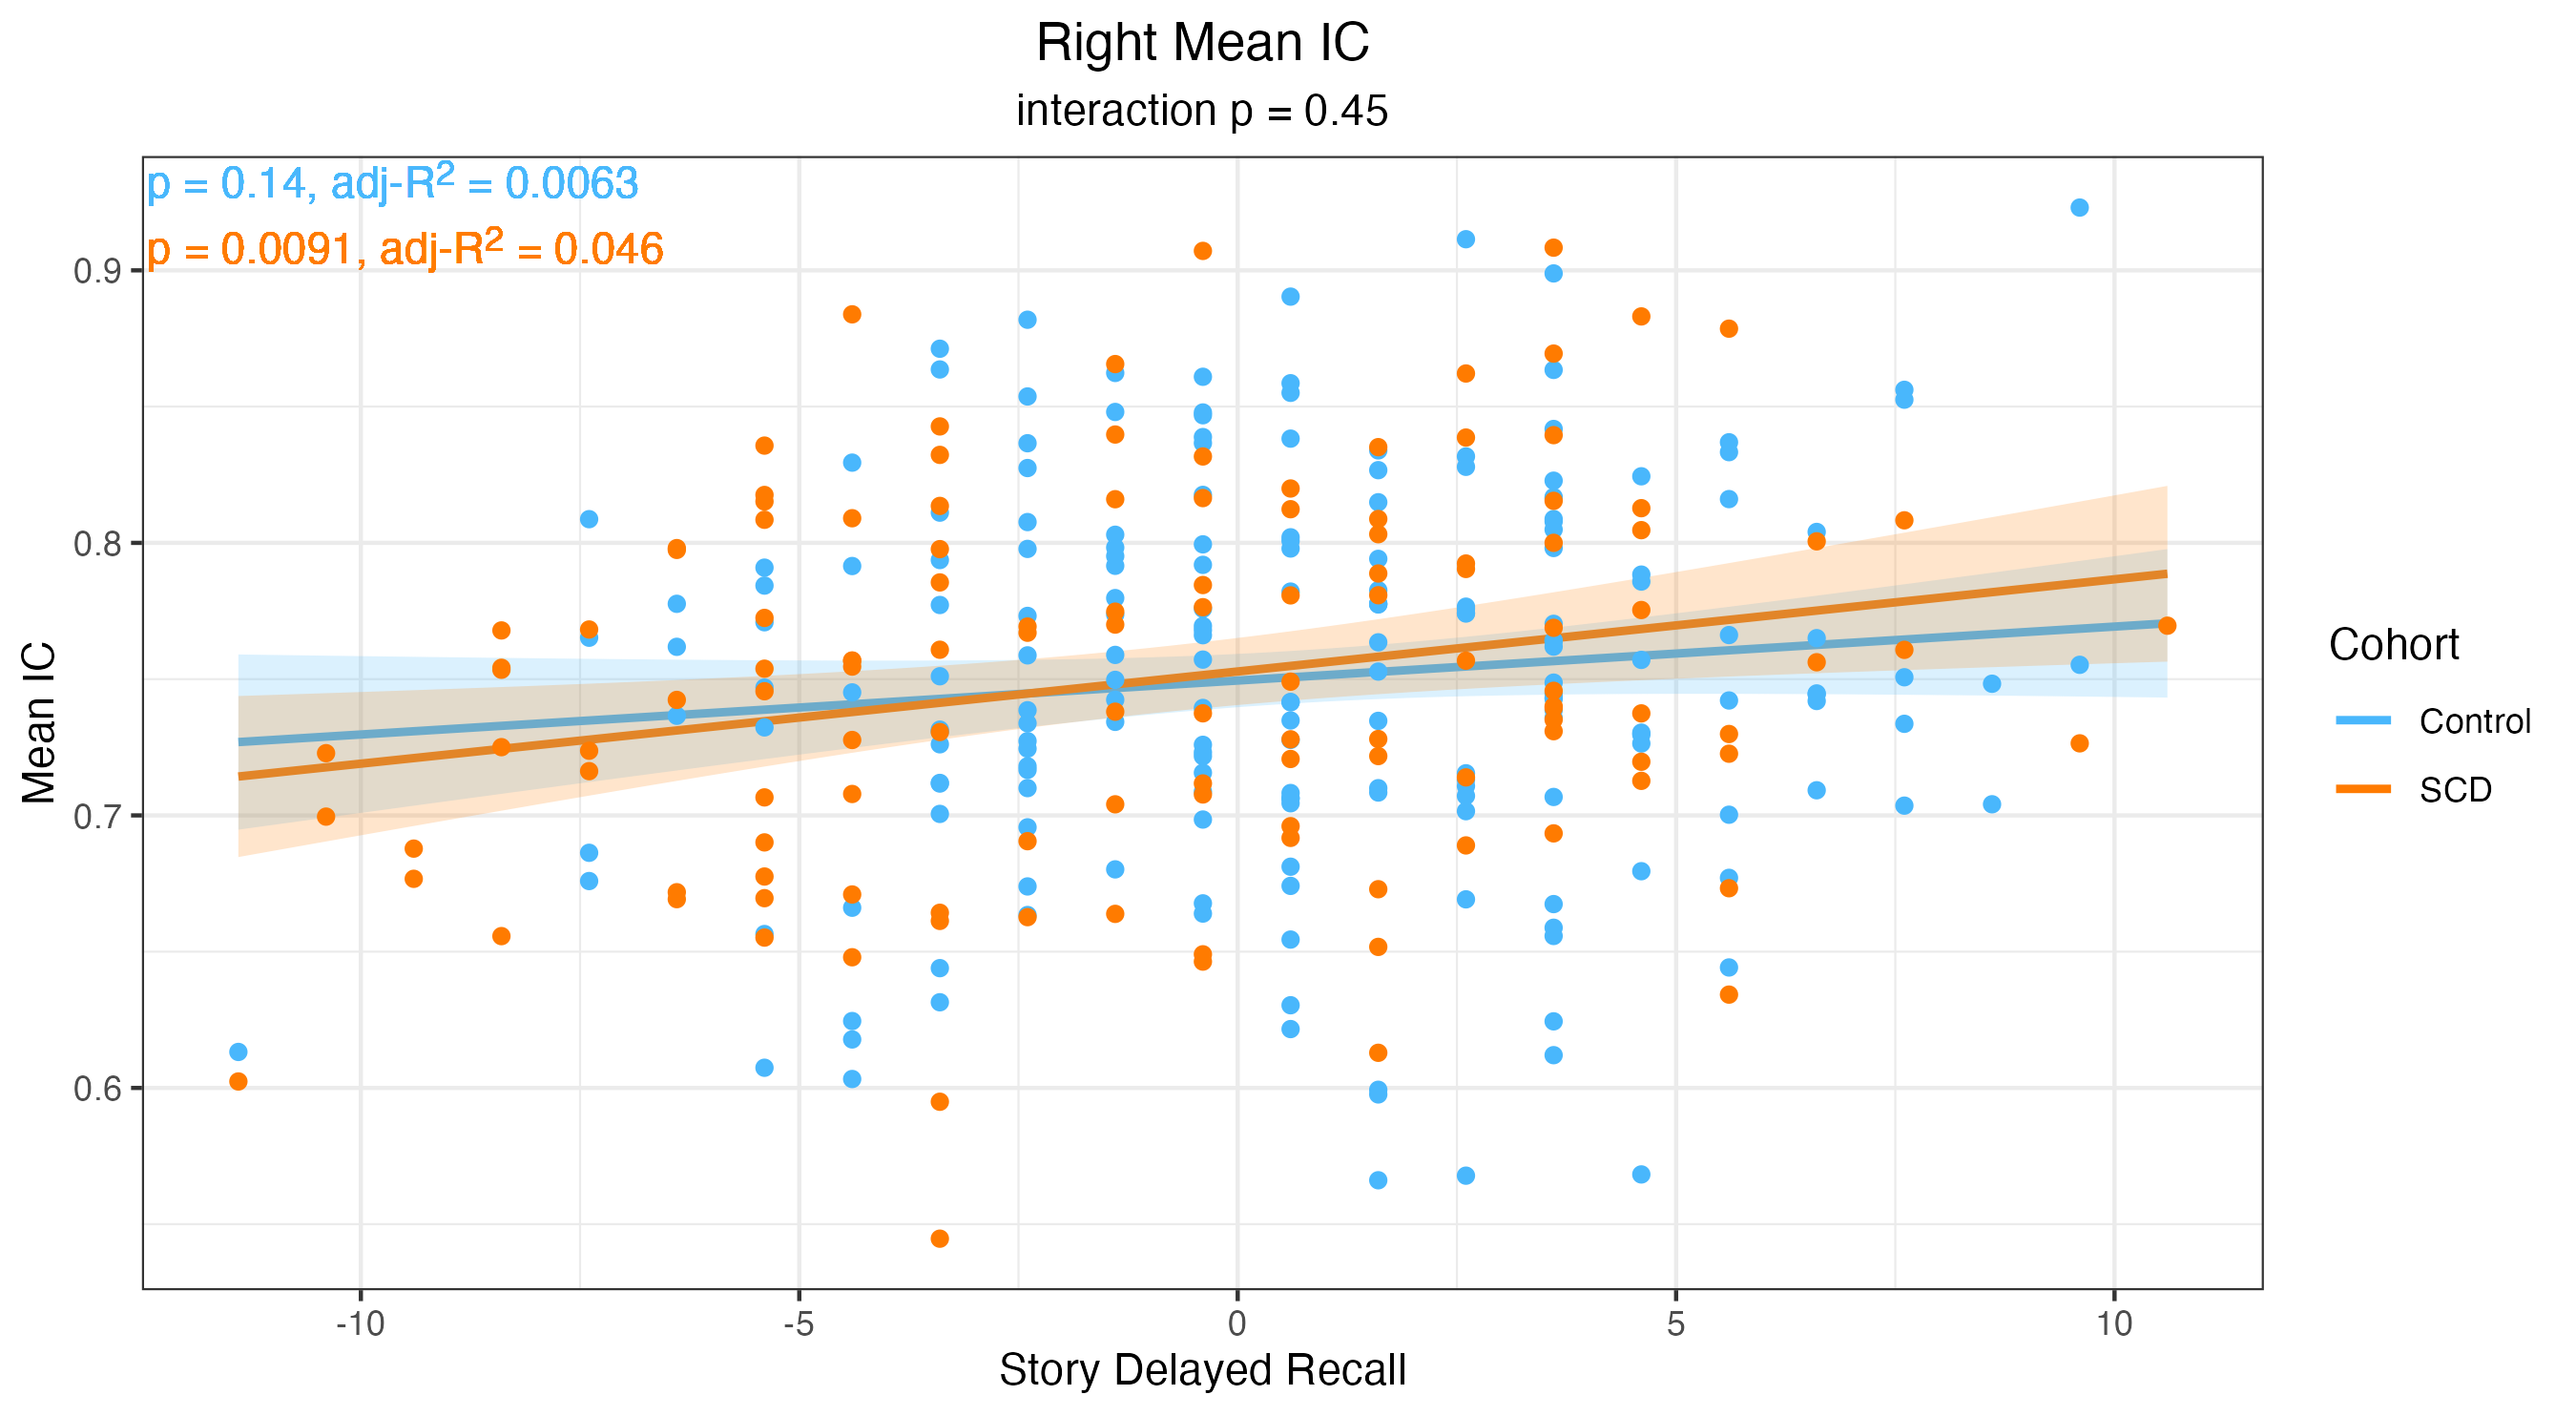 Right Mean IC
interaction p = 0.45
p = 0.14, adj-R² = 0.0063
p = 0.0091, adj-R² = 0.046
0.9
0.8
0.7
0.6
Mean IC
-10 -5 0 5 10
Story Delayed Recall
Cohort
Control
SCD